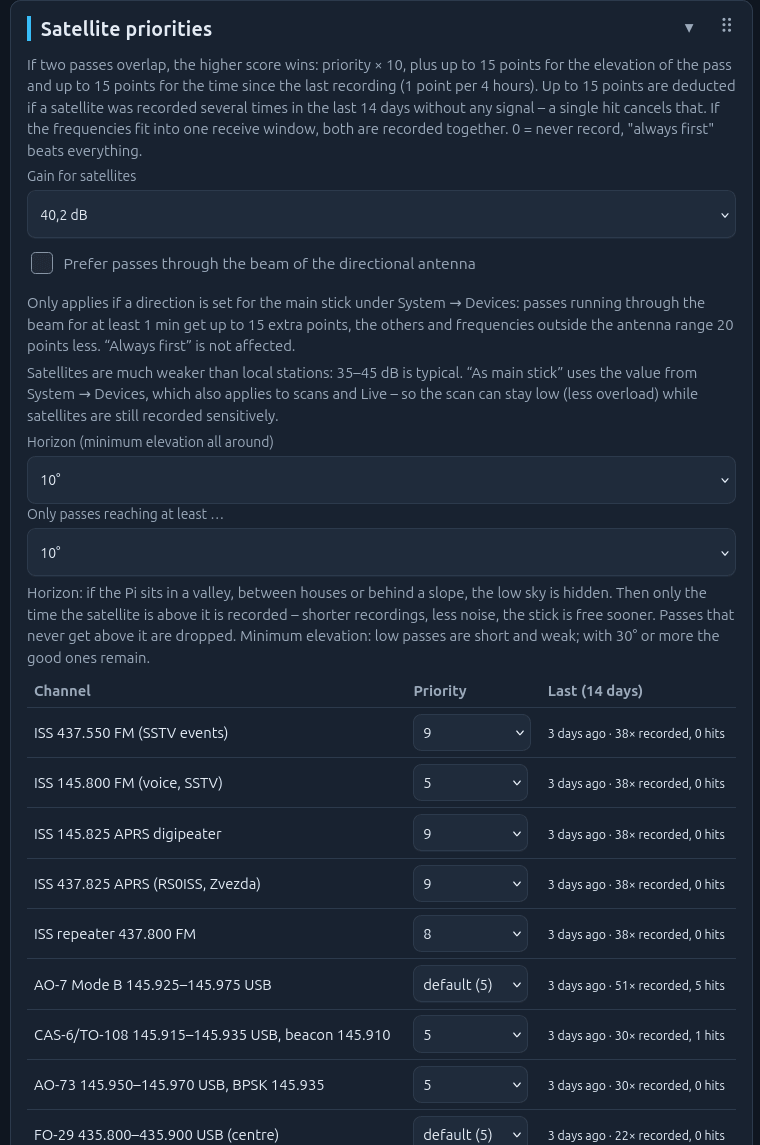 Satellite priorities
If two passes overlap, the higher score wins: priority × 10, plus up to 15 points for the elevation of the pass
and up to 15 points for the time since the last recording (1 point per 4 hours). Up to 15 points are deducted
if a satellite was recorded several times in the last 14 days without any signal – a single hit cancels that. If
the frequencies fit into one receive window, both are recorded together. 0 = never record, "always first"
beats everything.
Gain for satellites
40,2 dB
Prefer passes through the beam of the directional antenna
Only applies if a direction is set for the main stick under System → Devices: passes running through the
beam for at least 1 min get up to 15 extra points, the others and frequencies outside the antenna range 20
points less. “Always first” is not affected.
Satellites are much weaker than local stations: 35–45 dB is typical. “As main stick” uses the value from
System → Devices, which also applies to scans and Live – so the scan can stay low (less overload) while
satellites are still recorded sensitively.
Horizon (minimum elevation all around)
10°
Only passes reaching at least …
10°
Horizon: if the Pi sits in a valley, between houses or behind a slope, the low sky is hidden. Then only the
time the satellite is above it is recorded – shorter recordings, less noise, the stick is free sooner. Passes that
never get above it are dropped. Minimum elevation: low passes are short and weak; with 30° or more the
good ones remain.
Channel Priority Last (14 days)
ISS 437.550 FM (SSTV events) 9 3 days ago · 38× recorded, 0 hits
ISS 145.800 FM (voice, SSTV) 5 3 days ago · 38× recorded, 0 hits
ISS 145.825 APRS digipeater 9 3 days ago · 38× recorded, 0 hits
ISS 437.825 APRS (RS0ISS, Zvezda) 9 3 days ago · 38× recorded, 0 hits
ISS repeater 437.800 FM 8 3 days ago · 38× recorded, 0 hits
AO-7 Mode B 145.925–145.975 USB default (5) 3 days ago · 51× recorded, 5 hits
CAS-6/TO-108 145.915–145.935 USB, beacon 145.910 5 3 days ago · 30× recorded, 1 hits
AO-73 145.950–145.970 USB, BPSK 145.935 5 3 days ago · 30× recorded, 0 hits
FO-29 435.800–435.900 USB (centre) default (5) 3 days ago · 22× recorded, 0 hits